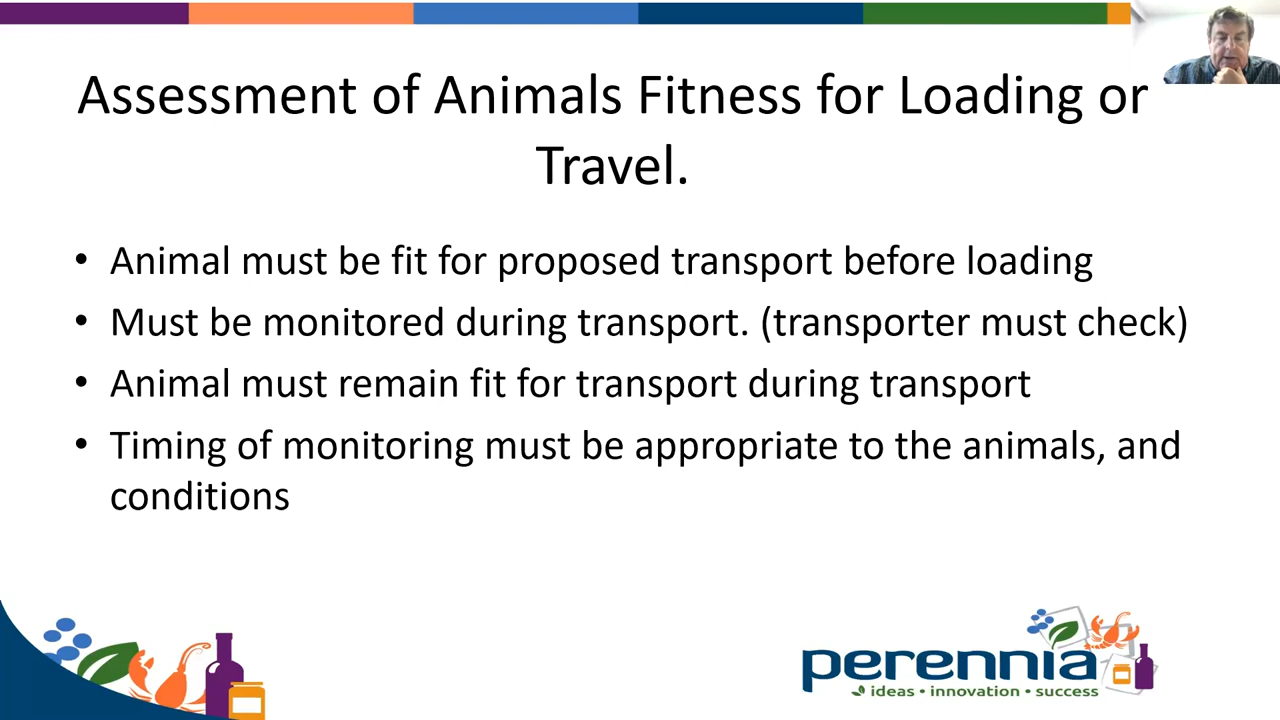 Assessment of Animals Fitness for Loading or
Travel.
• Animal must be fit for proposed transport before loading
• Must be monitored during transport. (transporter must check)
• Animal must remain fit for transport during transport
• Timing of monitoring must be appropriate to the animals, and
conditions
perennia
ideas • innovation • success